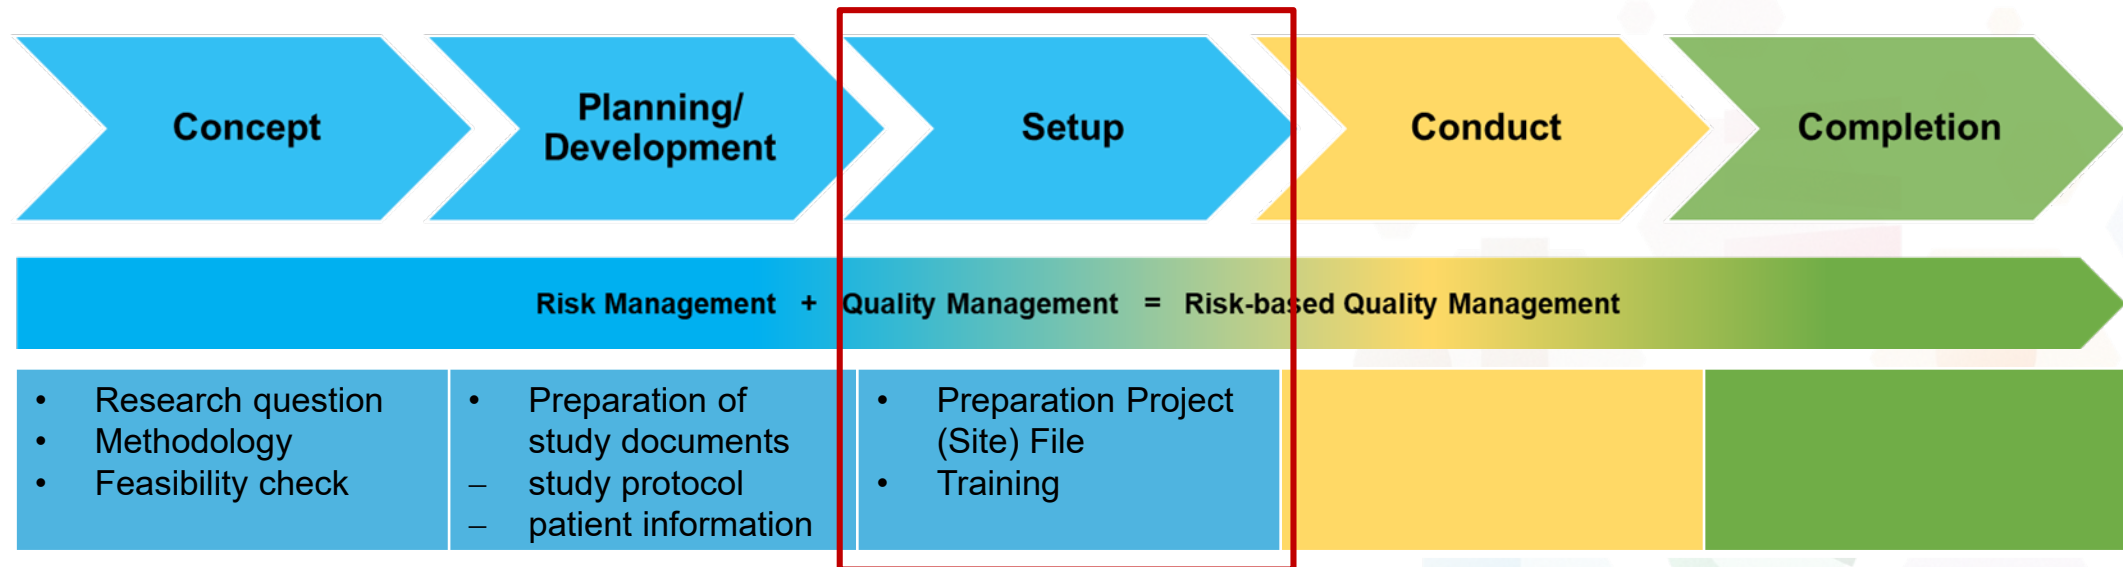 Concept
Planning/
Development
Setup
Conduct
Completion
Risk Management + Quality Management = Risk-based Quality Management
• Research question
• Methodology
• Feasibility check
• Preparation of
study documents
– study protocol
– patient information
• Preparation Project
(Site) File
• Training